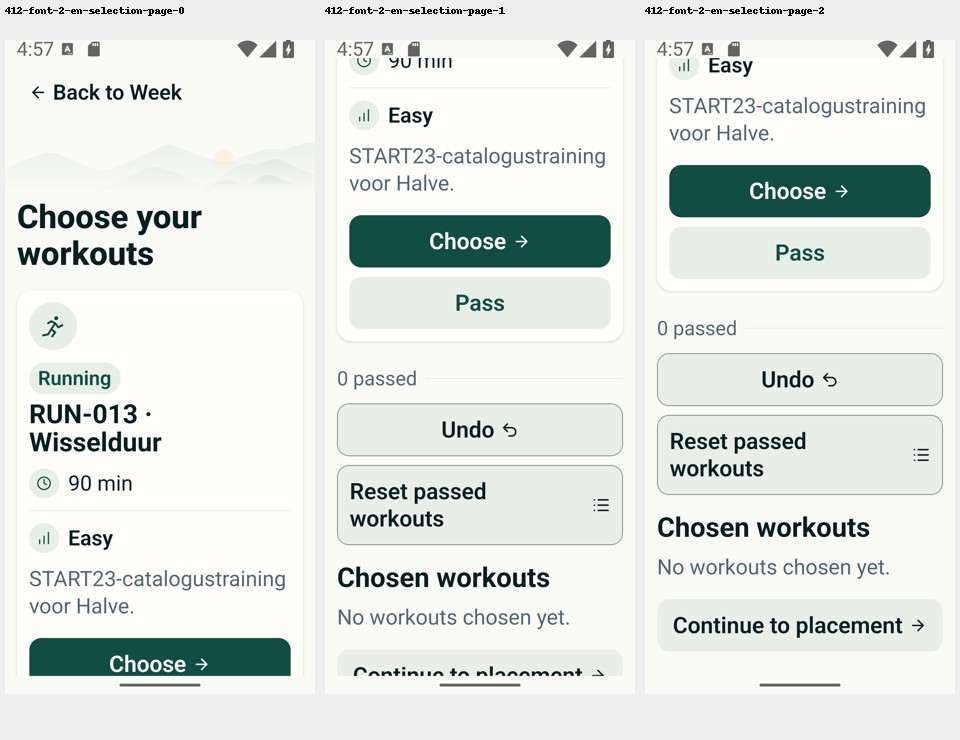 412-font-2-en-selection-page-0
4:57
Back to Week
Choose your
workouts
Running
RUN-013 ·
Wisselduur
90 min
Easy
START23-catalogustraining
voor Halve.
Choose
412-font-2-en-selection-page-1
4:57
90 min
Easy
START23-catalogustraining
voor Halve.
Choose
Pass
0 passed
Undo
Reset passed
workouts
Chosen workouts
No workouts chosen yet.
Continue to placement
412-font-2-en-selection-page-2
4:57
Easy
START23-catalogustraining
voor Halve.
Choose
Pass
0 passed
Undo
Reset passed
workouts
Chosen workouts
No workouts chosen yet.
Continue to placement